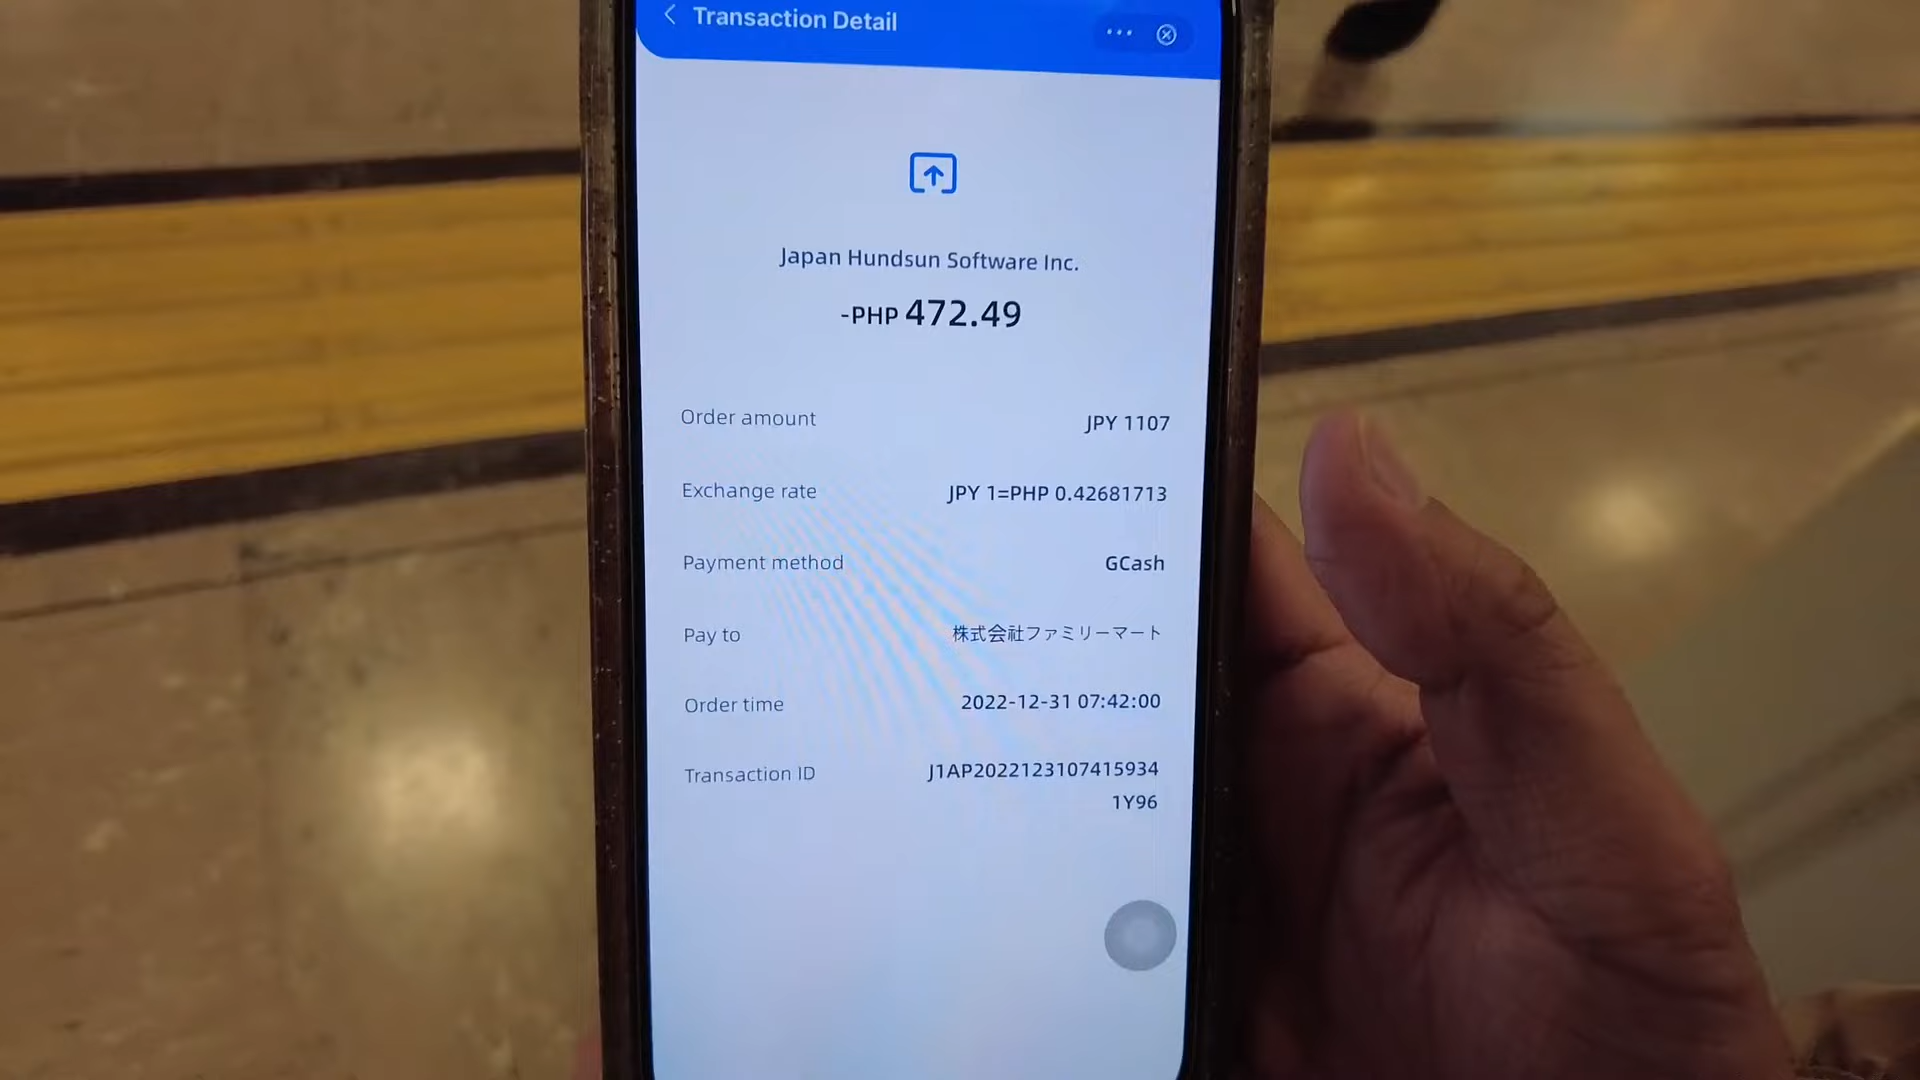 Transaction Detail
Japan Hundsun Software Inc.
-PHP 472.49
Order amount JPY 1107
Exchange rate JPY 1=PHP 0.42681713
Payment method GCash
Pay to 株式会社ファミリーマート
Order time 2022-12-31 07:42:00
Transaction ID J1AP2022123107415934
1Y96